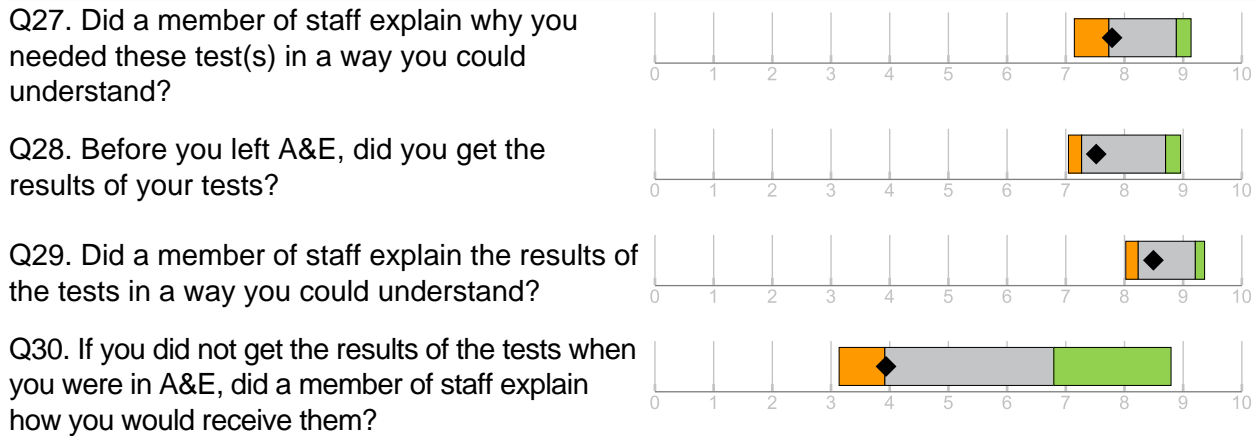 Q27. Did a member of staff explain why you
needed these test(s) in a way you could
understand?
0 1 2 3 4 5 6 7 8 9 10
Q28. Before you left A&E, did you get the
results of your tests?
0 1 2 3 4 5 6 7 8 9 10
Q29. Did a member of staff explain the results of
the tests in a way you could understand?
0 1 2 3 4 5 6 7 8 9 10
Q30. If you did not get the results of the tests when
you were in A&E, did a member of staff explain
how you would receive them?
0 1 2 3 4 5 6 7 8 9 10